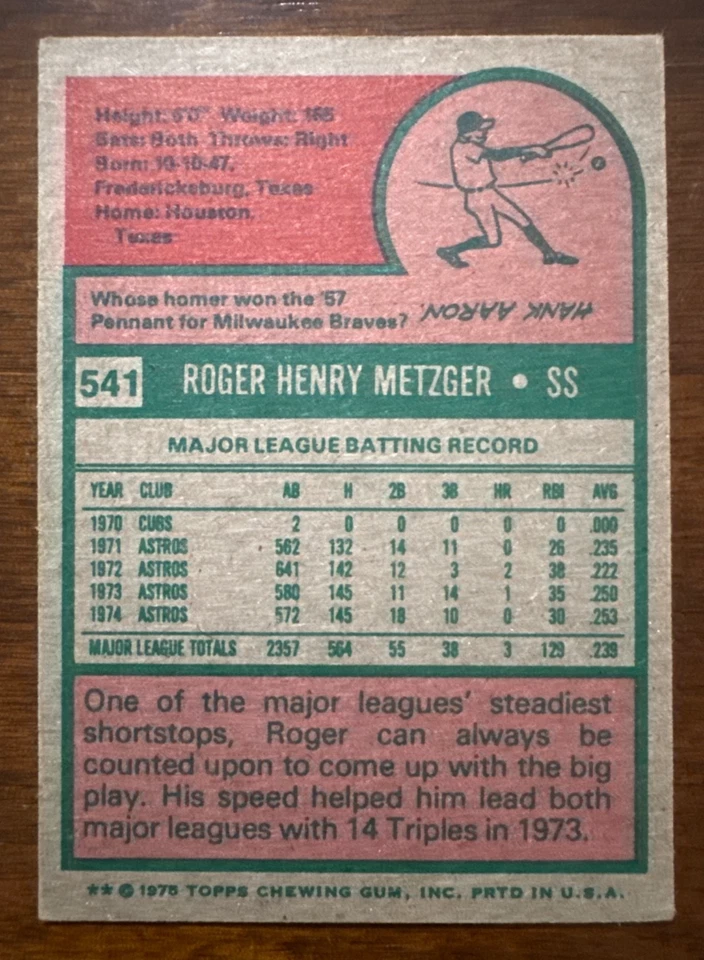 Height: 6'0" Weight: 165
Bats: Both Throws: Right
Born: 10-10-47,
Fredericksburg, Texas
Home: Houston,
Texas
Whose homer won the '57
Pennant for Milwaukee Braves?
HANK AARON.
541 ROGER HENRY METZGER • SS
MAJOR LEAGUE BATTING RECORD
YEAR CLUB AB H 2B 3B HR RBI AVG
1970 CUBS 2 0 0 0 0 0 .000
1971 ASTROS 562 132 14 11 0 26 .235
1972 ASTROS 641 142 12 3 2 38 .222
1973 ASTROS 580 145 11 14 1 35 .250
1974 ASTROS 572 145 18 10 0 30 .253
MAJOR LEAGUE TOTALS 2357 564 55 38 3 129 .239
One of the major leagues' steadiest
shortstops, Roger can always be
counted upon to come up with the big
play. His speed helped him lead both
major leagues with 14 Triples in 1973.
** © 1975 TOPPS CHEWING GUM, INC. PRTD IN U.S.A.